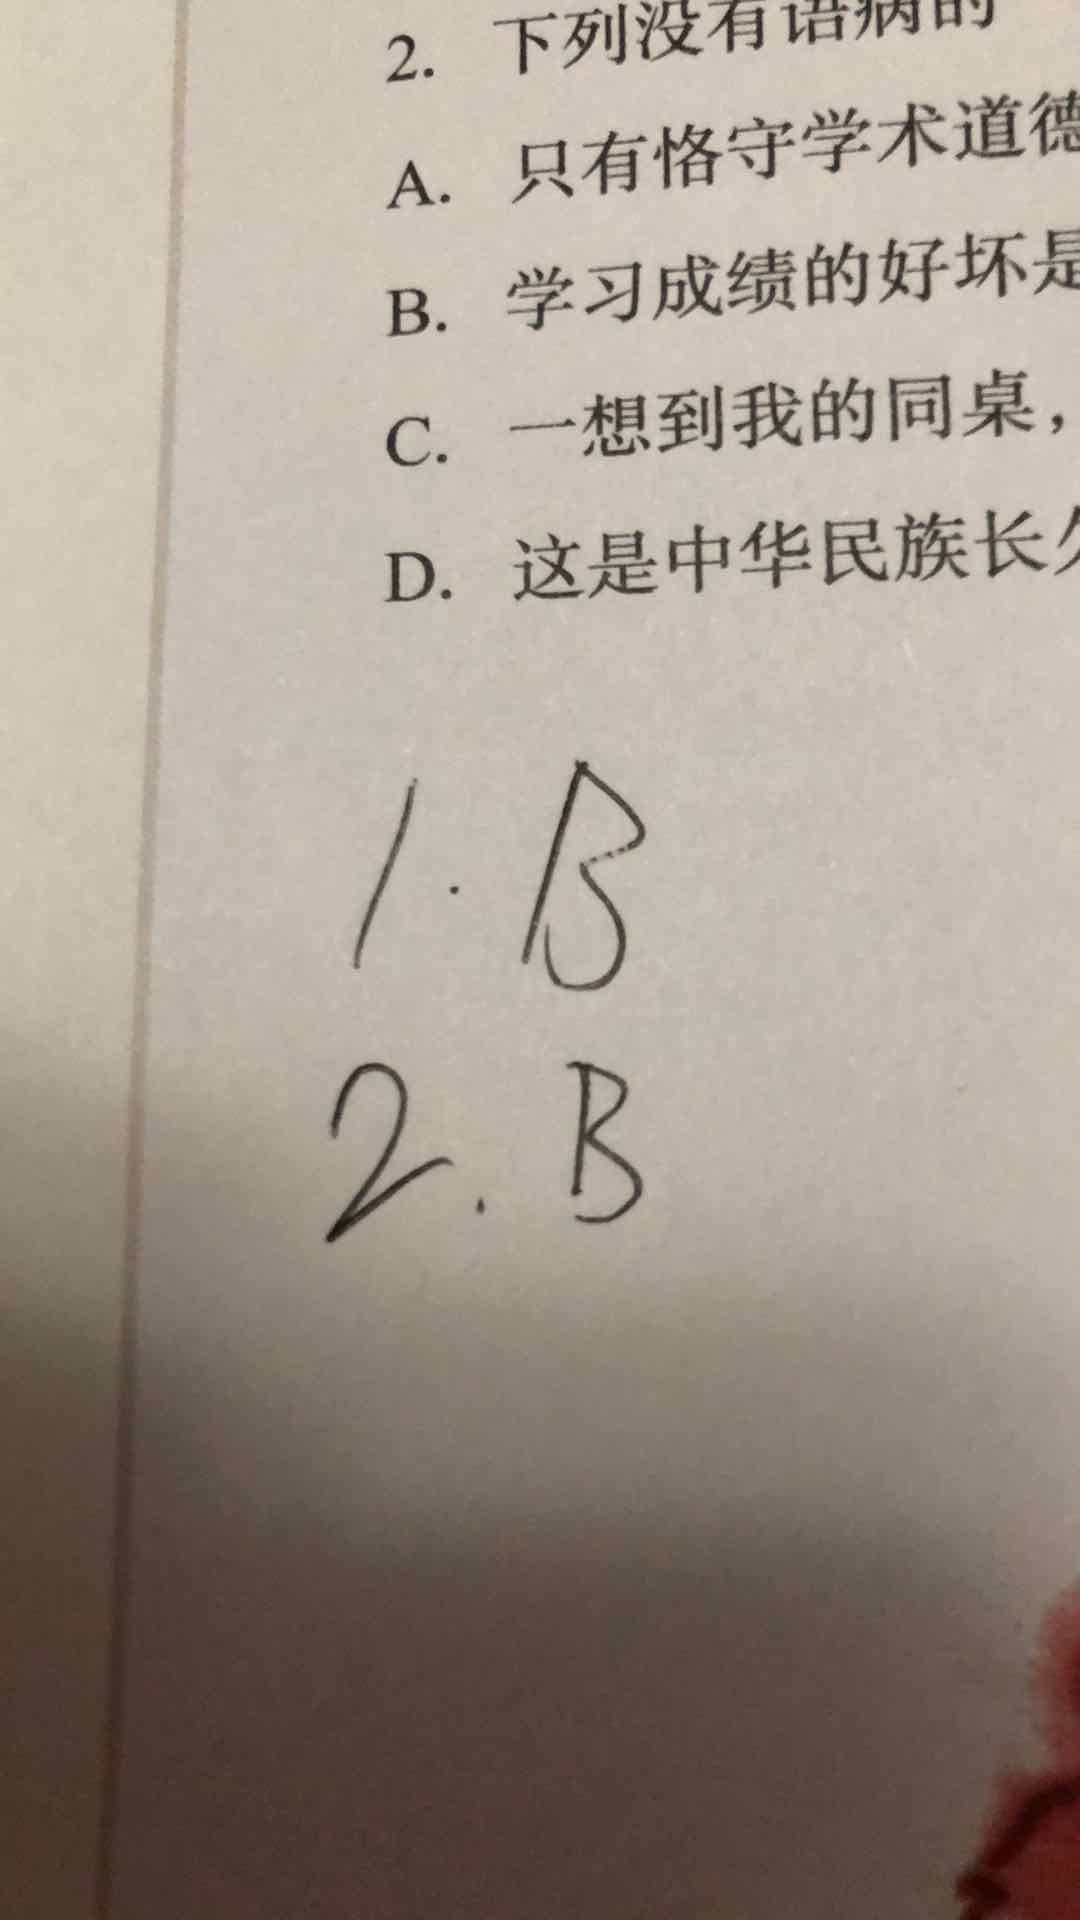 2. 下列没有语病的
A. 只有恪守学术道德
B. 学习成绩的好坏是
C. 一想到我的同桌，
D. 这是中华民族长久
1. B
2. B